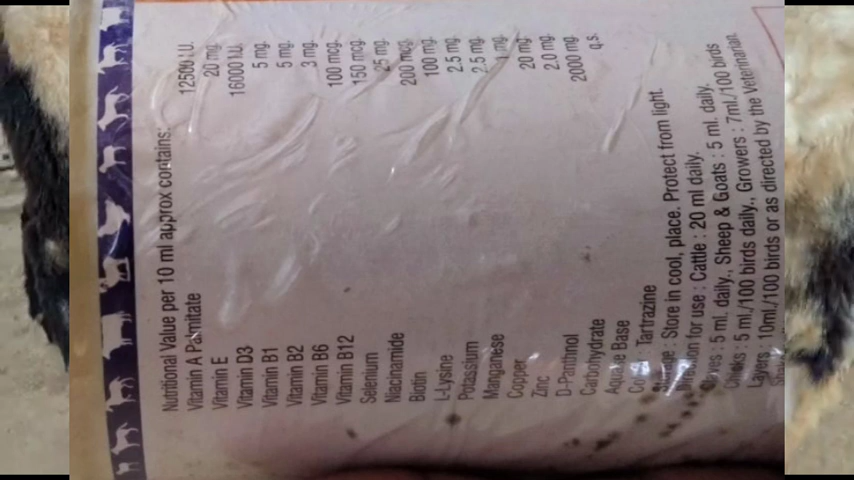 Nutritional Value per 10 ml approx contains:
Vitamin A Palmitate 12500 I.U.
Vitamin E 20 mg.
Vitamin D3 16000 I.U.
Vitamin B1 5 mg.
Vitamin B2 5 mg.
Vitamin B6 3 mg.
Vitamin B12 100 mcg.
Selenium 150 mcg.
Niacinamide 25 mg.
Biotin 200 mcg.
L-Lysine 100 mg.
Potassium 2.5 mg.
Manganese 2.5 mg.
Copper 1 mg.
Zinc 20 mg
D-Pantinol 2.0 mg
Carbohydrate 2000 mg
Base q.s.
Tartrazine
: Store in cool, place. Protect from light
for use : Cattle : 20 ml daily.
: 5 ml. daily., Sheep & Goats : 5 ml. daily.
Chicks : 5 ml/100 birds daily., Growers : 7ml./100 birds
Layers : 10ml/100 birds or as directed by the Veterinarian.